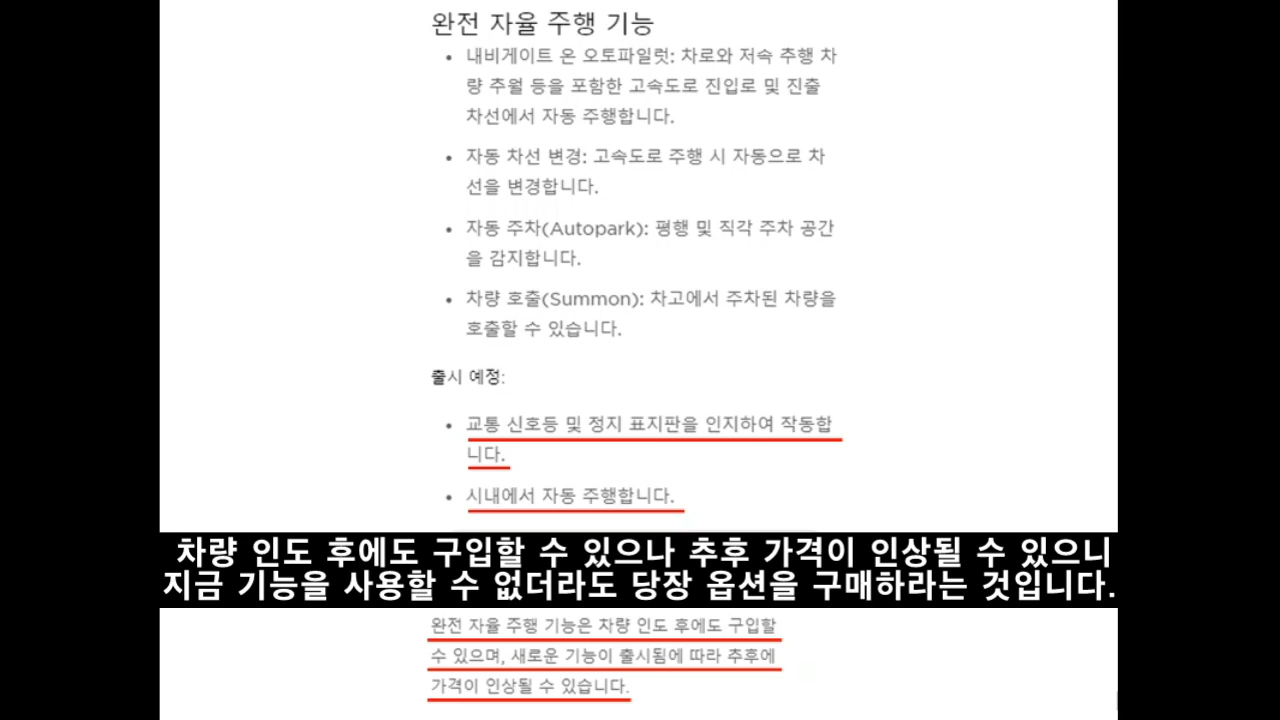 완전 자율 주행 기능
• 내비게이트 온 오토파일럿: 차로와 저속 주행 차
량 추월 등을 포함한 고속도로 진입로 및 진출
차선에서 자동 주행합니다.
• 자동 차선 변경: 고속도로 주행 시 자동으로 차
선을 변경합니다.
• 자동 주차(Autopark): 평행 및 직각 주차 공간
을 감지합니다.
• 차량 호출(Summon): 차고에서 주차된 차량을
호출할 수 있습니다.
출시 예정:
• 교통 신호등 및 정지 표지판을 인지하여 작동합
니다.
• 시내에서 자동 주행합니다.
차량 인도 후에도 구입할 수 있으나 추후 가격이 인상될 수 있으니
지금 기능을 사용할 수 없더라도 당장 옵션을 구매하라는 것입니다.
완전 자율 주행 기능은 차량 인도 후에도 구입할
수 있으며, 새로운 기능이 출시됨에 따라 추후에
가격이 인상될 수 있습니다.